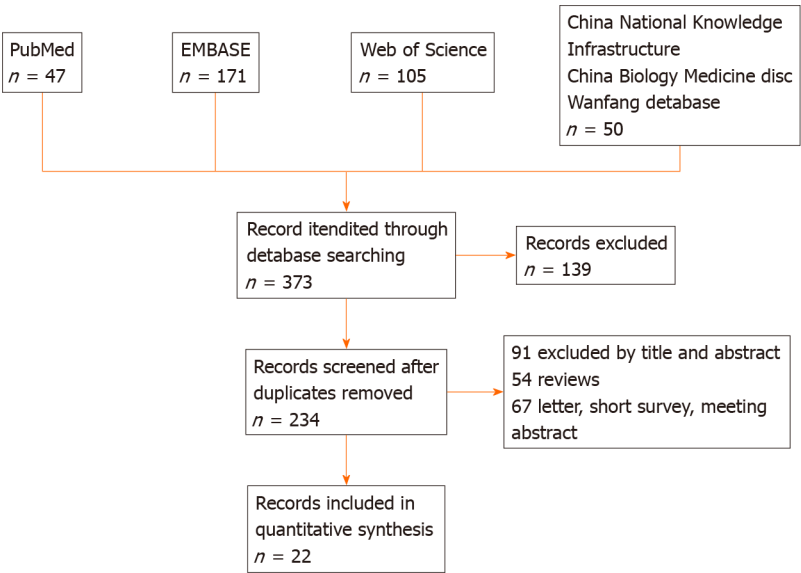 PubMed
n = 47
EMBASE
n = 171
Web of Science
n = 105
China National Knowledge
Infrastructure
China Biology Medicine disc
Wanfang detabase
n = 50
Record itendited through
detabase searching
n = 373
Records excluded
n = 139
Records screened after
duplicates removed
n = 234
91 excluded by title and abstract
54 reviews
67 letter, short survey, meeting
abstract
Records included in
quantitative synthesis
n = 22